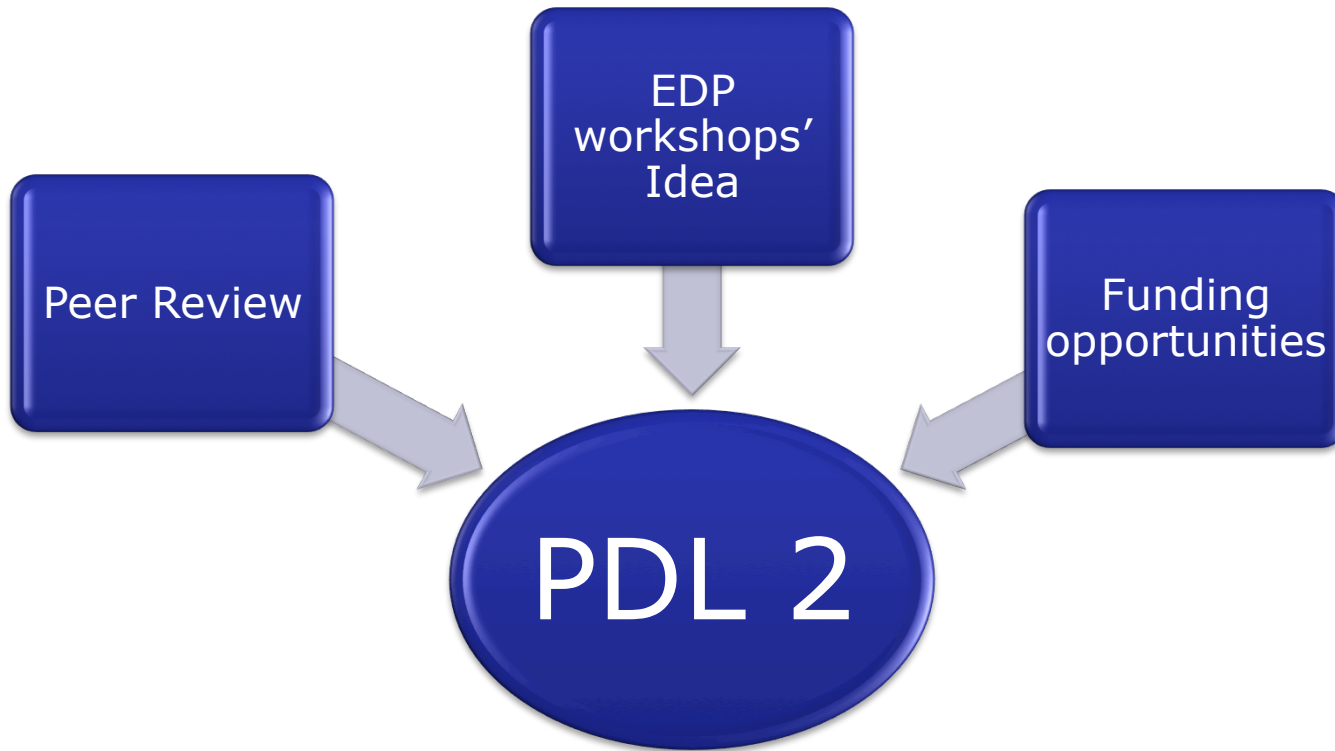 EDP
workshops’
Idea
Peer Review
Funding
opportunities
PDL 2